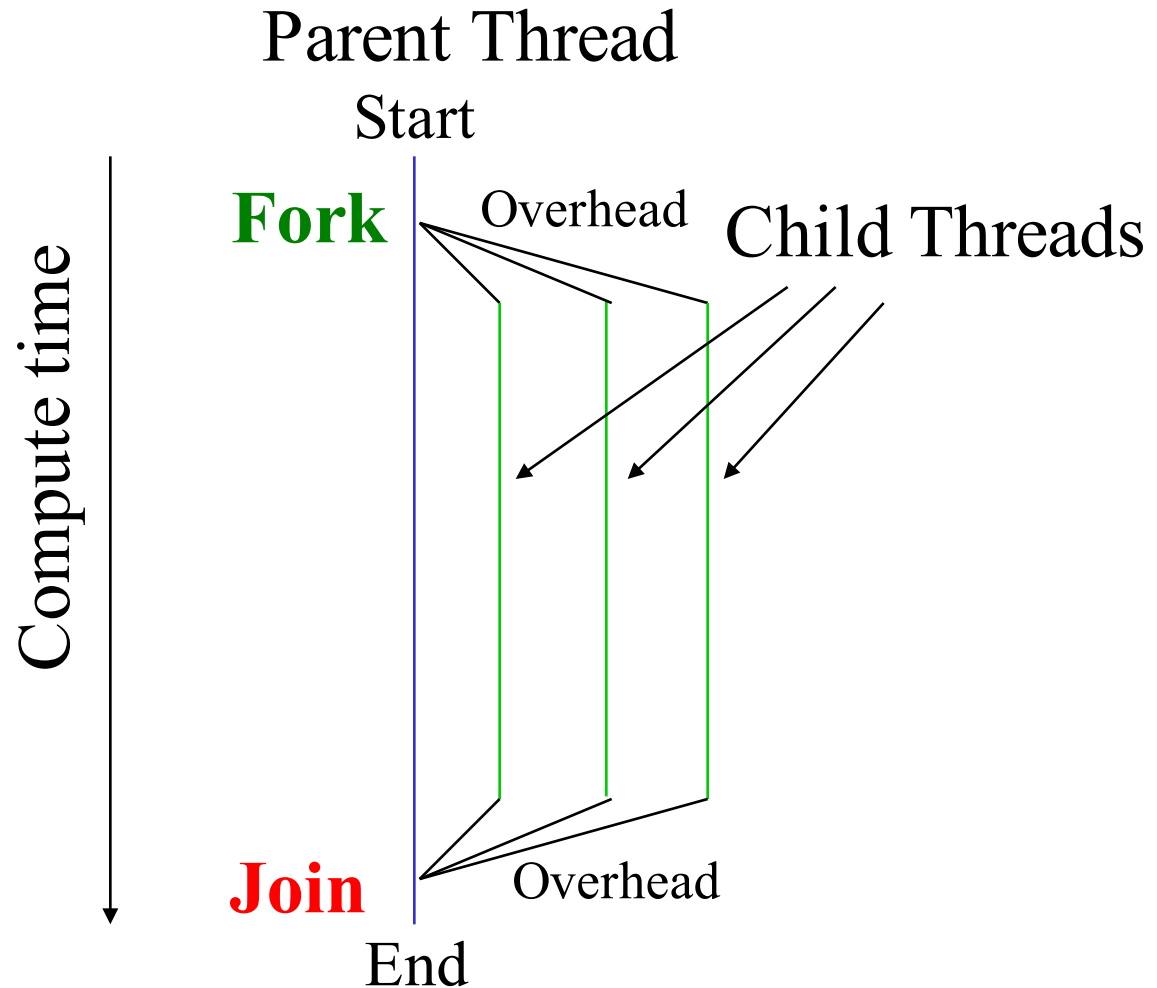 Parent Thread
Start
Fork
Overhead
Child Threads
Compute time
Join
Overhead
End